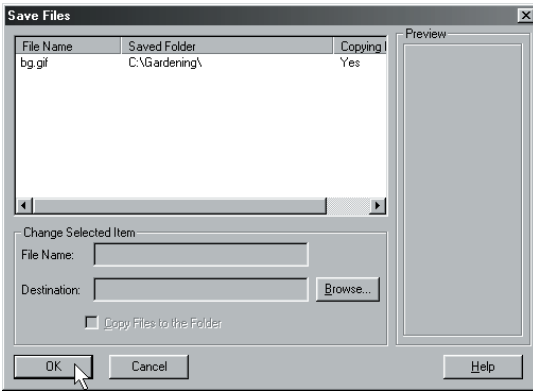 Save Files
File Name Saved Folder Copying
bg.gif C:\Gardening\ Yes
Preview
Change Selected Item
File Name:
Destination: Browse...
Copy Files to the Folder
OK Cancel Help